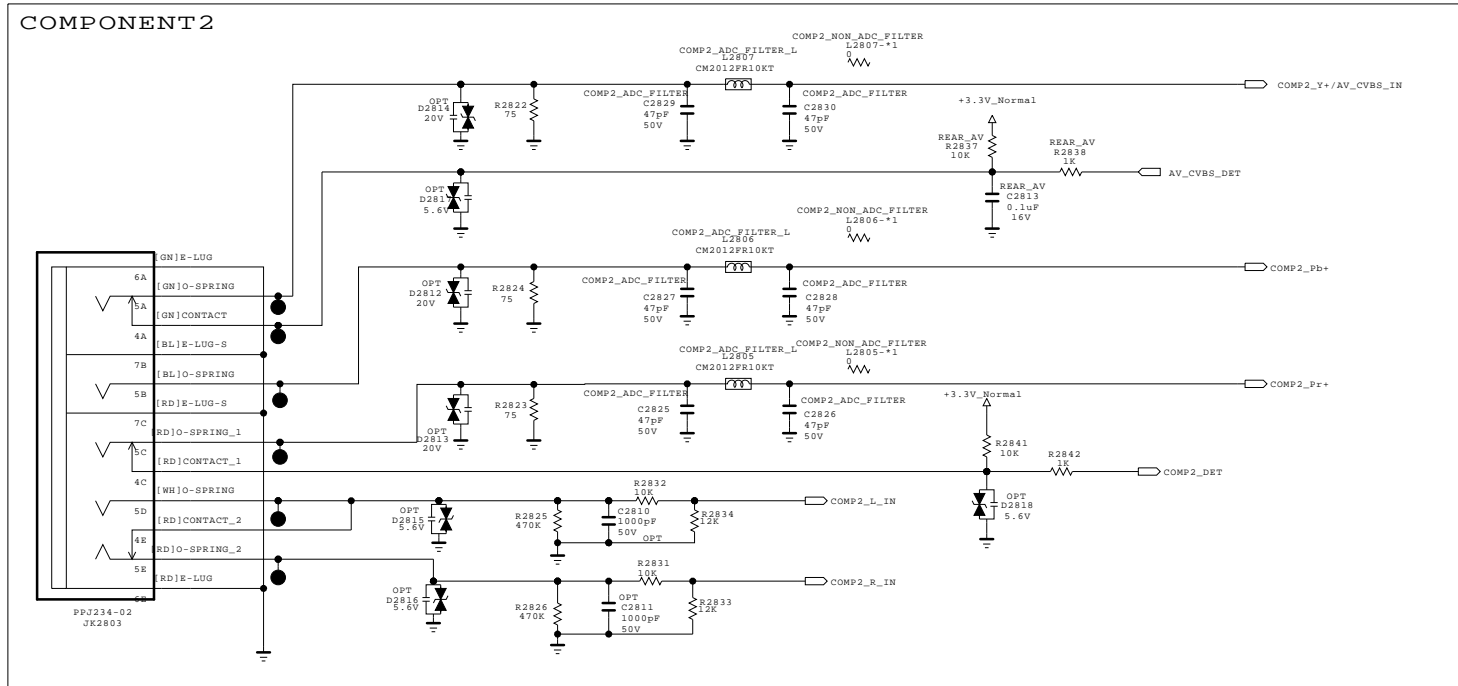 COMPONENT2
COMP2_NON_ADC_FILTER
L2807-*1
0
COMP2_ADC_FILTER_L
L2807
CM2012FR10KT
OPT
D2814
20V
R2822
75
COMP2_ADC_FILTER
C2829
47pF
50V
COMP2_ADC_FILTER
C2830
47pF
50V
COMP2_Y+/AV_CVBS_IN
+3.3V_Normal
REAR_AV
R2837
10K
REAR_AV
R2838
1K
AV_CVBS_DET
OPT
D2817
5.6V
REAR_AV
C2813
0.1uF
16V
COMP2_NON_ADC_FILTER
L2806-*1
0
COMP2_ADC_FILTER_L
L2806
CM2012FR10KT
OPT
D2812
20V
R2824
75
COMP2_ADC_FILTER
C2827
47pF
50V
COMP2_ADC_FILTER
C2828
47pF
50V
COMP2_Pb+
COMP2_NON_ADC_FILTER
L2805-*1
0
COMP2_ADC_FILTER_L
L2805
CM2012FR10KT
OPT
D2813
20V
R2823
75
COMP2_ADC_FILTER
C2825
47pF
50V
COMP2_ADC_FILTER
C2826
47pF
50V
COMP2_Pr+
+3.3V_Normal
R2841
10K
R2842
1K
COMP2_DET
OPT
D2818
5.6V
[GN]E-LUG
6A
[GN]O-SPRING
5A
[GN]CONTACT
4A
[BL]E-LUG-S
7B
[BL]O-SPRING
5B
[RD]E-LUG-S
7C
[RD]O-SPRING_1
5C
[RD]CONTACT_1
4C
[WH]O-SPRING
5D
[RD]CONTACT_2
4E
[RD]O-SPRING_2
5E
[RD]E-LUG
6E
PPJ234-02
JK2803
OPT
D2815
5.6V
R2825
470K
C2810
1000pF
50V
OPT
R2832
10K
R2834
12K
COMP2_L_IN
OPT
D2816
5.6V
R2826
470K
OPT
C2811
1000pF
50V
R2831
10K
R2833
12K
COMP2_R_IN